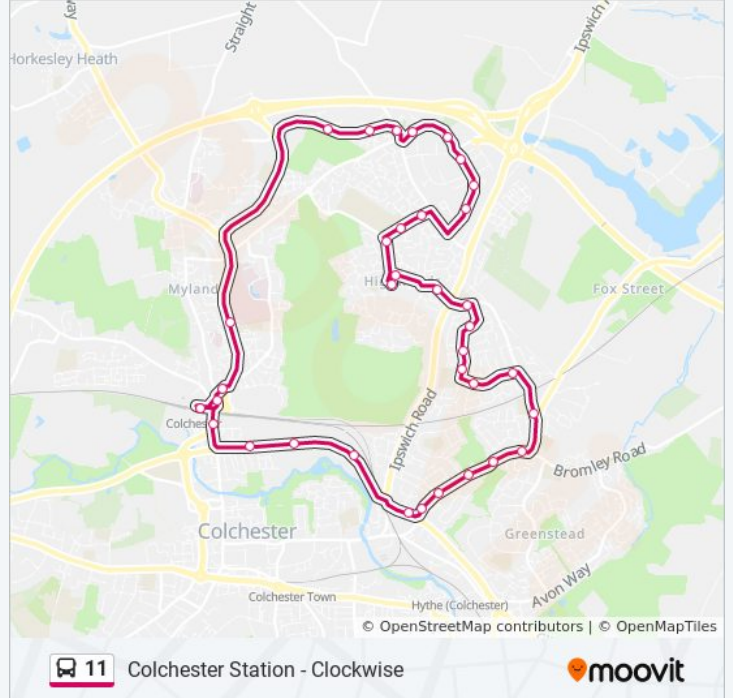 Straight
Ipswich R
Horkesley Heath
Myland
Fox Street
Colches
Ipswich Road
Bromley Road
Colchester
Greenstead
Avon Way
Colchester Town
Hythe (Colchester)
© OpenStreetMap contributors | © OpenMapTiles
11 Colchester Station - Clockwise
moovit